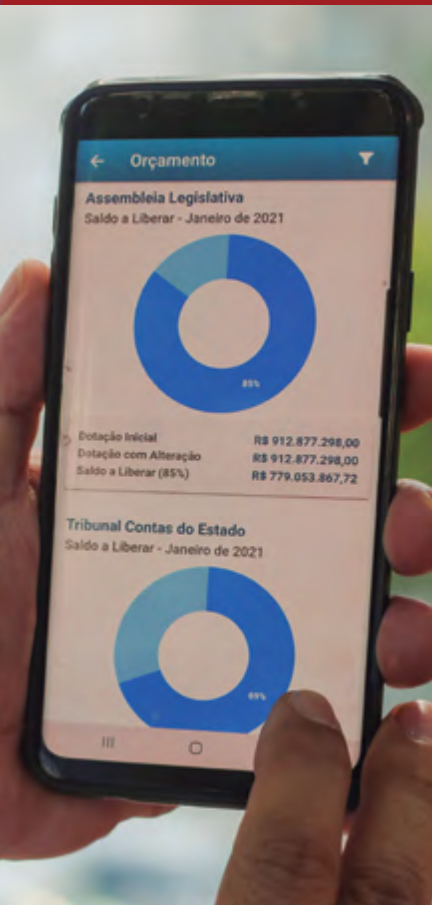 Orçamento
Assembleia Legislativa
Saldo a Liberar - Janeiro de 2021
85%
Dotação Inicial R$ 912.877.298,00
Dotação com Alteração R$ 912.877.298,00
Saldo a Liberar (85%) R$ 779.053.867,72
Tribunal Contas do Estado
Saldo a Liberar - Janeiro de 2021
69%